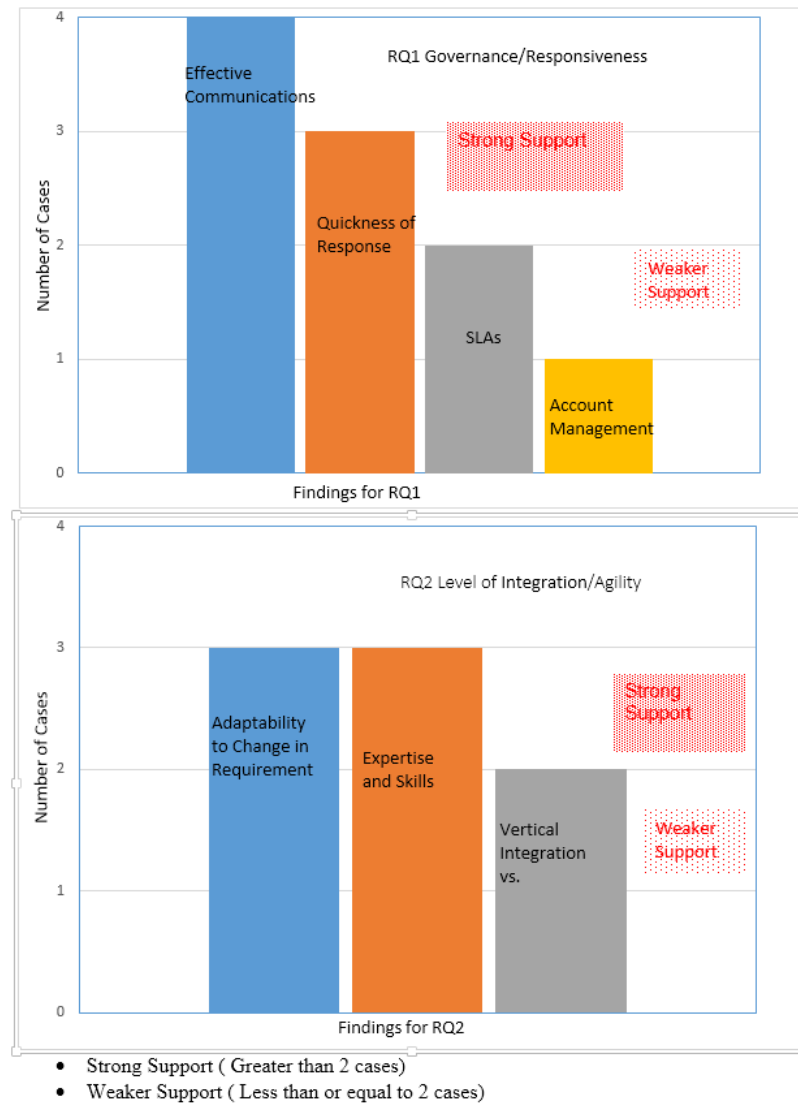 4
RQ1 Governance/Responsiveness
Effective
Communications
3
Strong Support
Quickness of
Response
Number of Cases
2
Weaker
Support
SLAs
1
Account
Management
0
Findings for RQ1
4
RQ2 Level of Integration/Agility
3
Strong
Support
Adaptability
to Change in
Requirement
Expertise
and Skills
Number of Cases
2
Weaker
Support
Vertical
Integration
vs.
1
0
Findings for RQ2
• Strong Support ( Greater than 2 cases)
• Weaker Support ( Less than or equal to 2 cases)